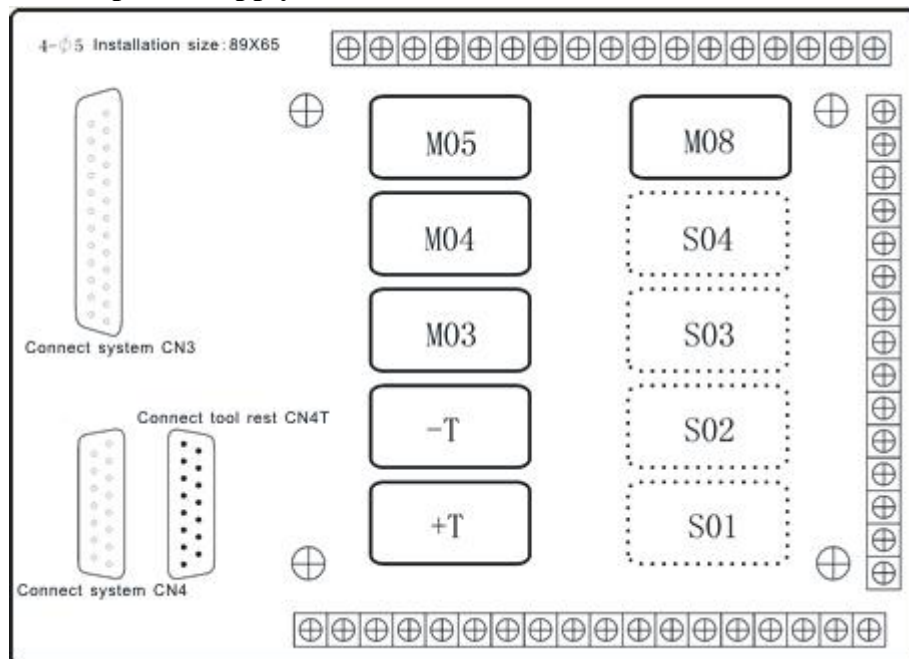 4-∅5 Installation size:89X65
M05
M08
M04
S04
M03
S03
Connect system CN3
Connect tool rest CN4T
-T
S02
+T
S01
Connect system CN4